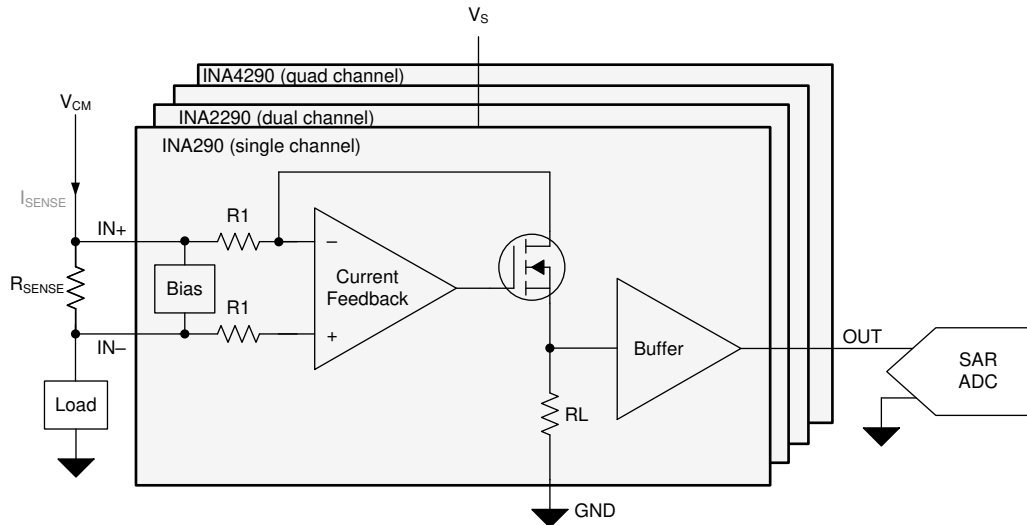 V_S
INA4290 (quad channel)
INA2290 (dual channel)
INA290 (single channel)
V_CM
I_SENSE
IN+
R1
R_SENSE
Bias
Current
Feedback
−
+
R1
IN–
Load
Buffer
RL
GND
OUT
SAR
ADC